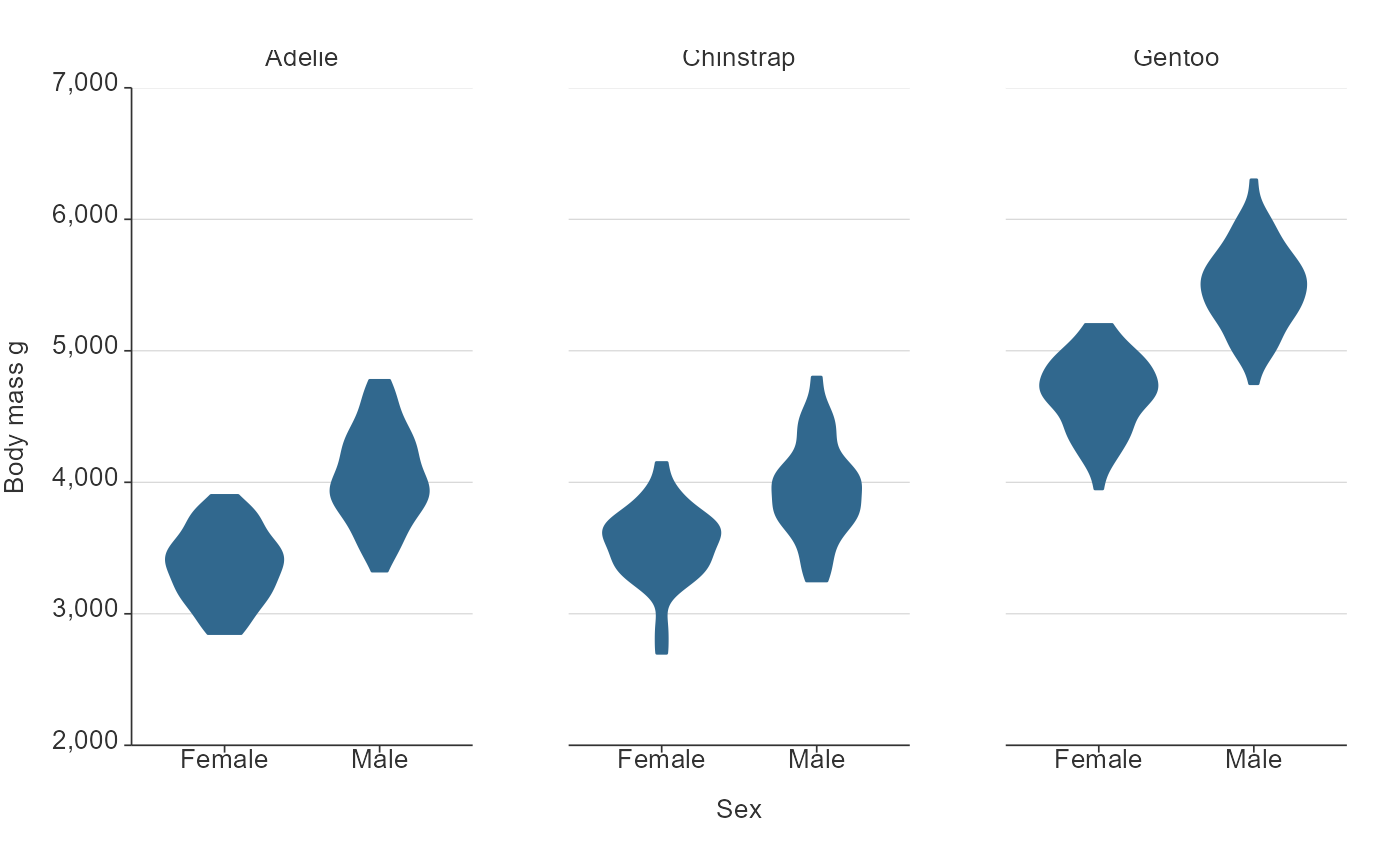 Adelie
Chinstrap
Gentoo
7,000
6,000
5,000
4,000
3,000
2,000
Body mass g
Female
Male
Female
Male
Female
Male
Sex